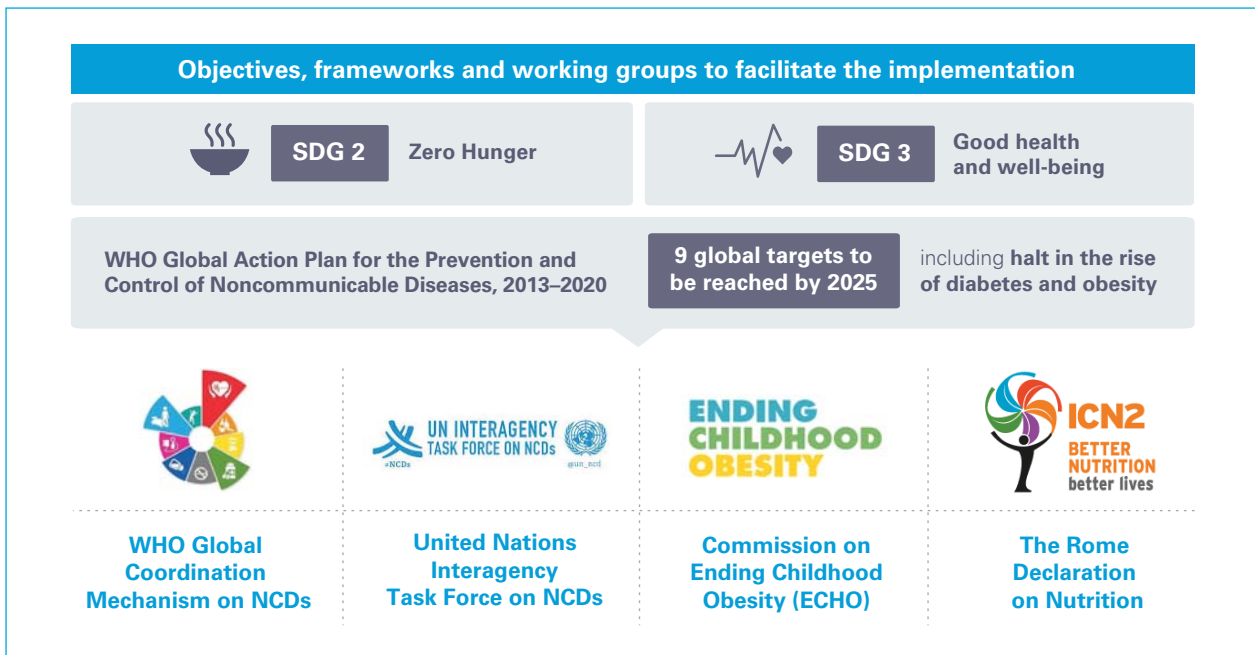 Objectives, frameworks and working groups to facilitate the implementation
SDG 2
Zero Hunger
SDG 3
Good health
and well-being
WHO Global Action Plan for the Prevention and
Control of Noncommunicable Diseases, 2013–2020
9 global targets to
be reached by 2025
including halt in the rise
of diabetes and obesity
UN INTERAGENCY
TASK FORCE ON NCDs
#NCDs
@un_ncd
ENDING
CHILDHOOD
OBESITY
ICN2
BETTER
NUTRITION
better lives
WHO Global
Coordination
Mechanism on NCDs
United Nations
Interagency
Task Force on NCDs
Commission on
Ending Childhood
Obesity (ECHO)
The Rome
Declaration
on Nutrition